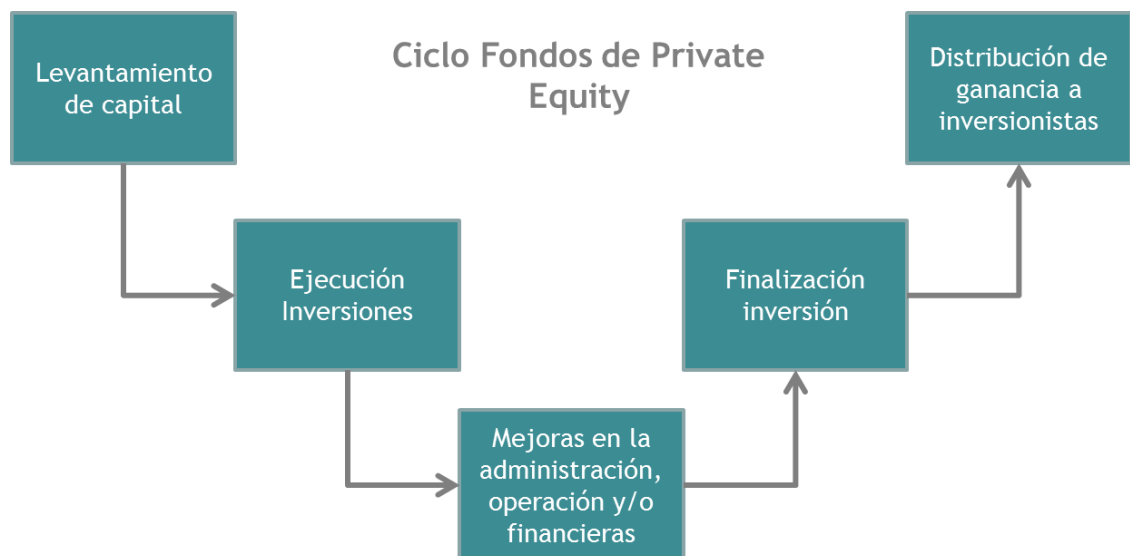 Ciclo Fondos de Private
Equity
Levantamiento
de capital
Ejecución
Inversiones
Mejoras en la
administración,
operación y/o
financieras
Finalización
inversión
Distribución de
ganancia a
inversionistas